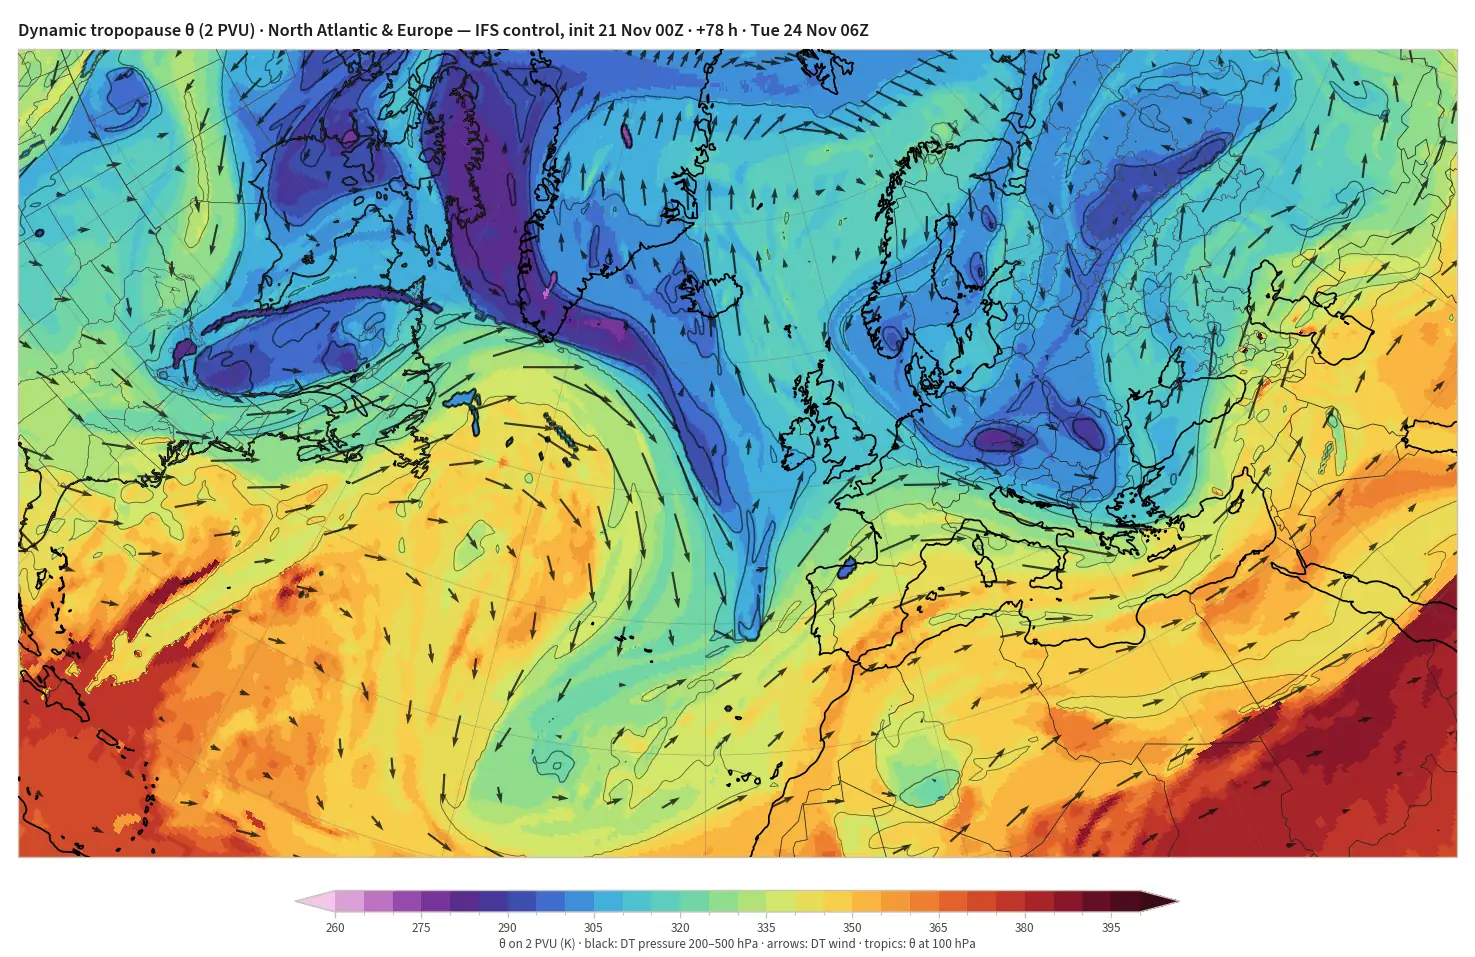 Dynamic tropopause θ (2 PVU) · North Atlantic & Europe — IFS control, init 21 Nov 00Z · +78 h · Tue 24 Nov 06Z
260 275 290 305 320 335 350 365 380 395
θ on 2 PVU (K) · black: DT pressure 200–500 hPa · arrows: DT wind · tropics: θ at 100 hPa